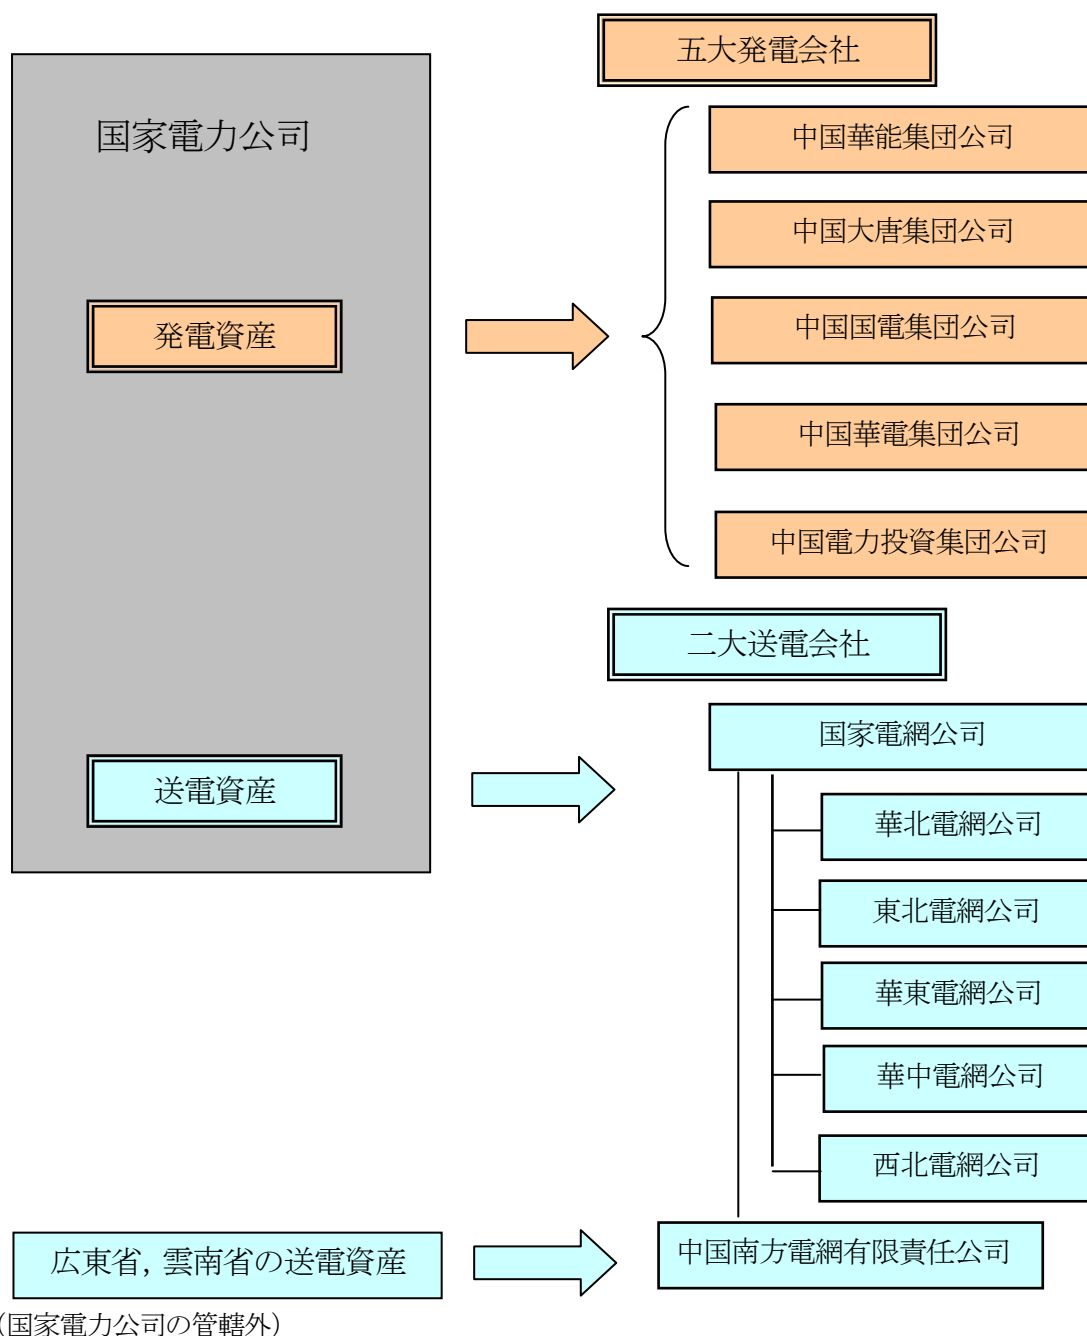 国家電力公司
発電資産
送電資産
五大発電会社
中国華能集団公司
中国大唐集団公司
中国国電集団公司
中国華電集団公司
中国電力投資集団公司
二大送電会社
国家電網公司
華北電網公司
東北電網公司
華東電網公司
華中電網公司
西北電網公司
広東省，雲南省の送電資産
中国南方電網有限責任公司
（国家電力公司の管轄外）